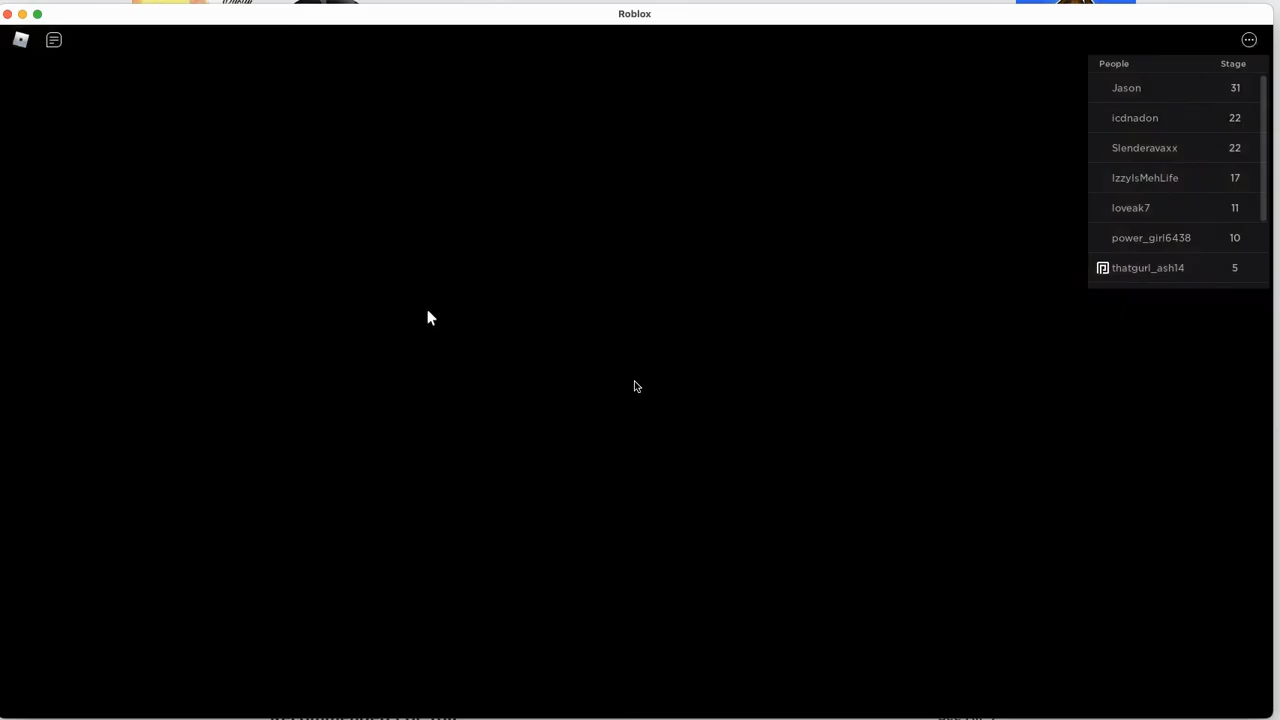 Roblox
People Stage
Jason 31
icdnadon 22
Slenderavaxx 22
IzzyIsMehLife 17
loveak7 11
power_girl6438 10
thatgurl_ash14 5